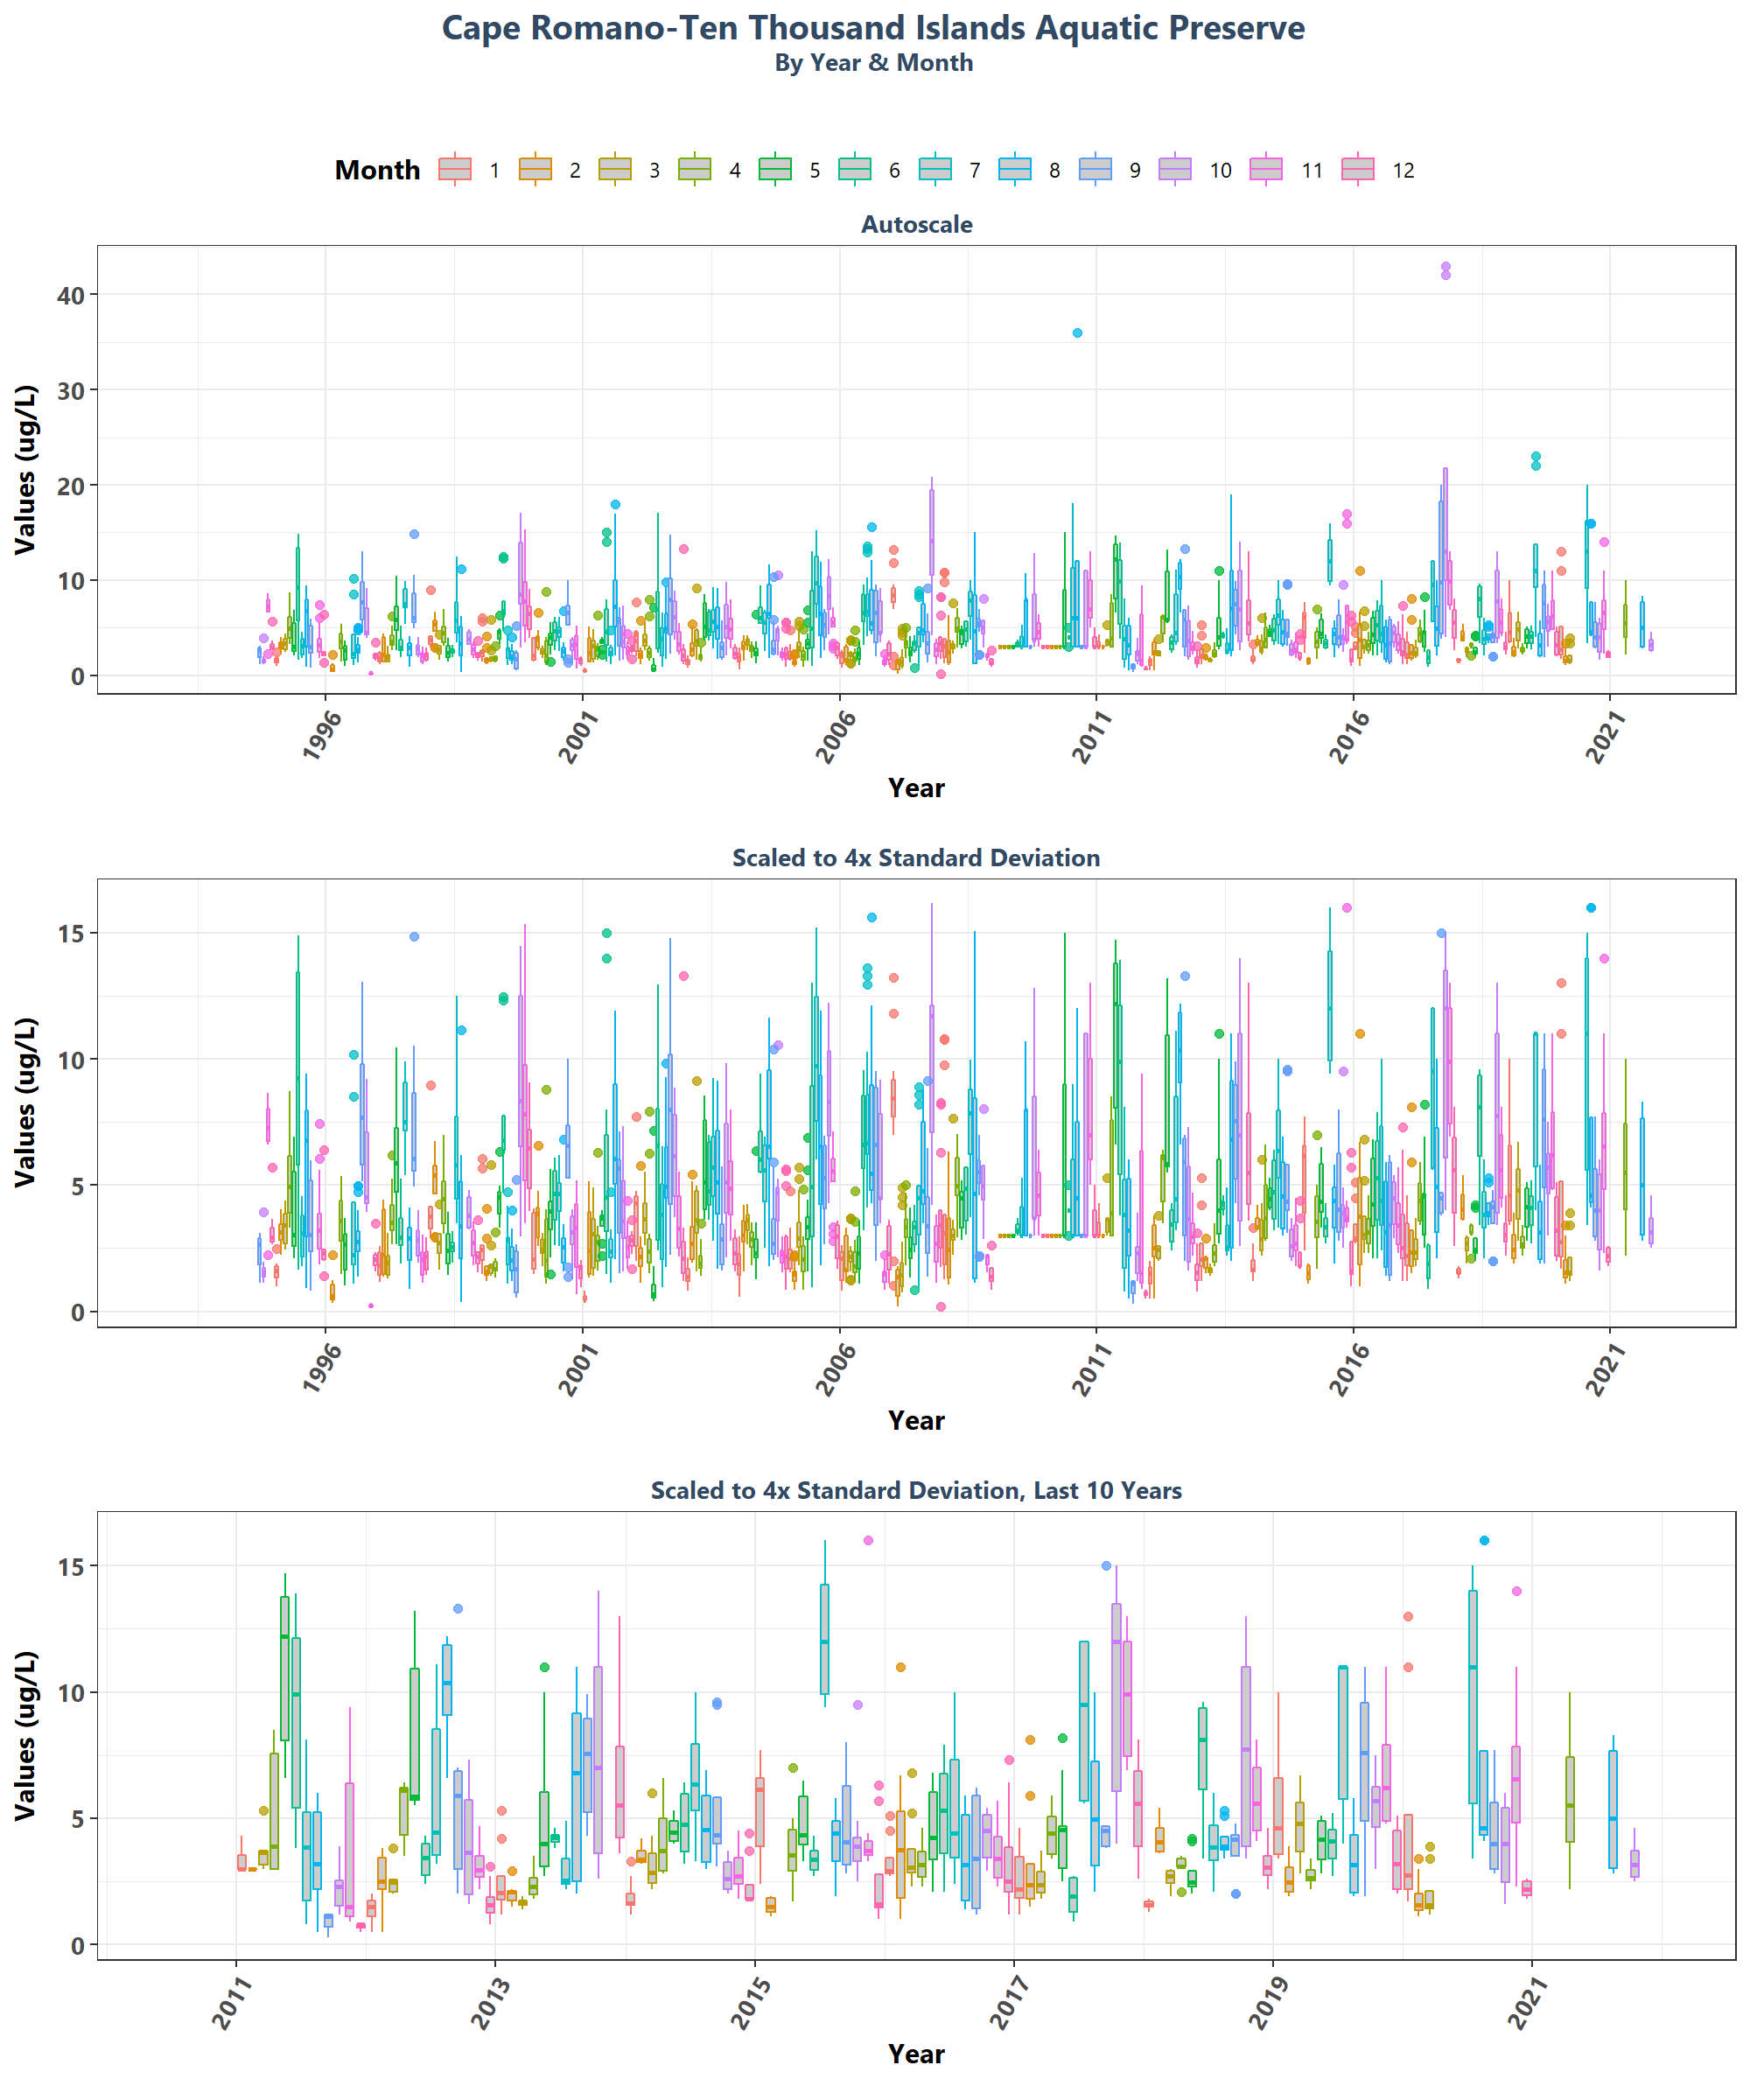 Cape Romano-Ten Thousand Islands Aquatic Preserve
By Year & Month
Month 1 2 3 4 5 6 7 8 9 10 11 12
Autoscale
Values (ug/L)
40
30
20
10
0
1996 2001 2006 2011 2016 2021
Year
Scaled to 4x Standard Deviation
Values (ug/L)
15
10
5
0
1996 2001 2006 2011 2016 2021
Year
Scaled to 4x Standard Deviation, Last 10 Years
Values (ug/L)
15
10
5
0
2011 2013 2015 2017 2019 2021
Year